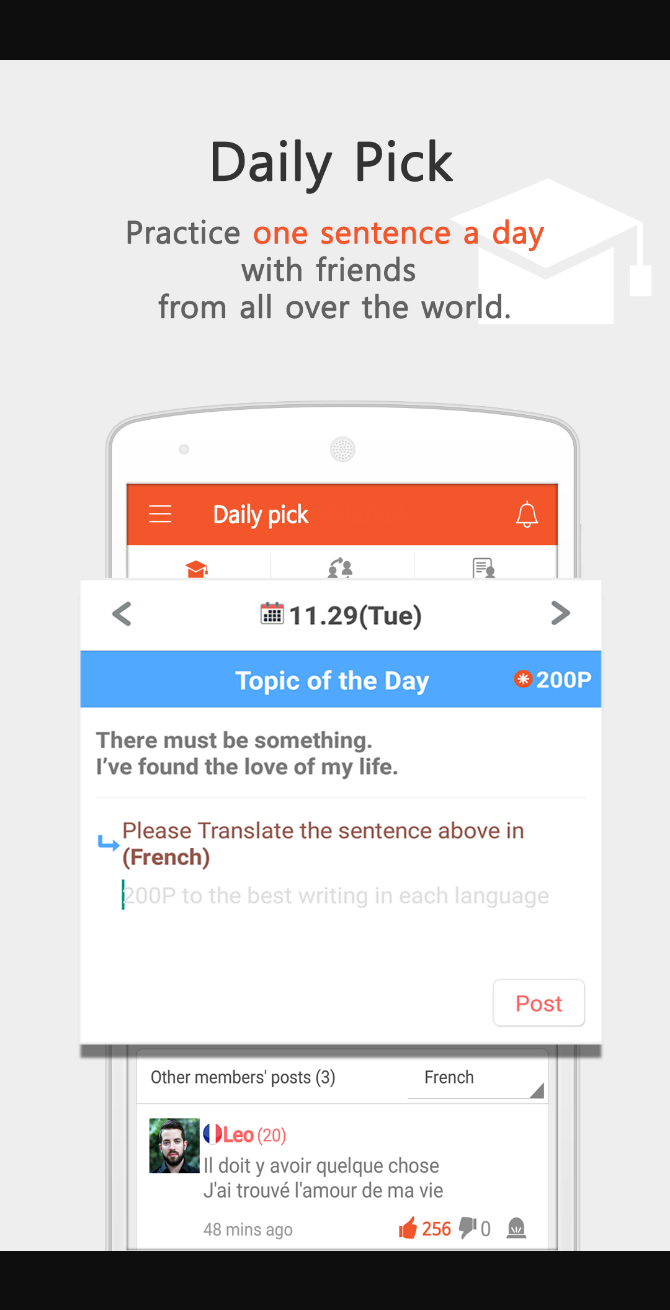 Daily Pick
Practice one sentence a day
with friends
from all over the world.
Daily pick
11.29(Tue)
Topic of the Day
200P
There must be something.
I've found the love of my life.
Please Translate the sentence above in
(French)
200P to the best writing in each language
Post
Other members' posts (3)
French
Leo (20)
Il doit y avoir quelque chose
J'ai trouvé l'amour de ma vie
48 mins ago
256
0